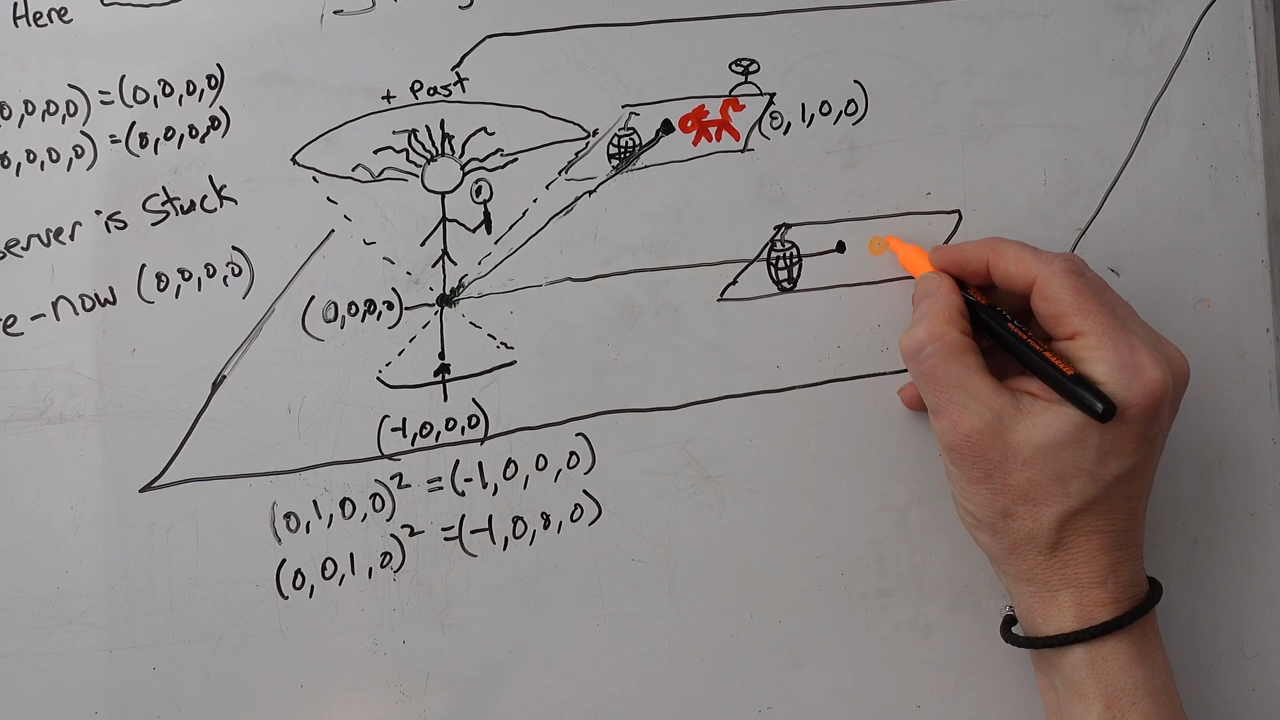 Here
+ Past
0,0,0,0) = (0,0,0,0)
0,0,0,0) = (0,0,0,0)
(0,1,0,0)
server is Stuck
e-now (0,0,0,0)
(0,0,0,0)
(-1,0,0,0)
(0,1,0,0)² = (-1,0,0,0)
(0,0,1,0)² = (-1,0,0,0)